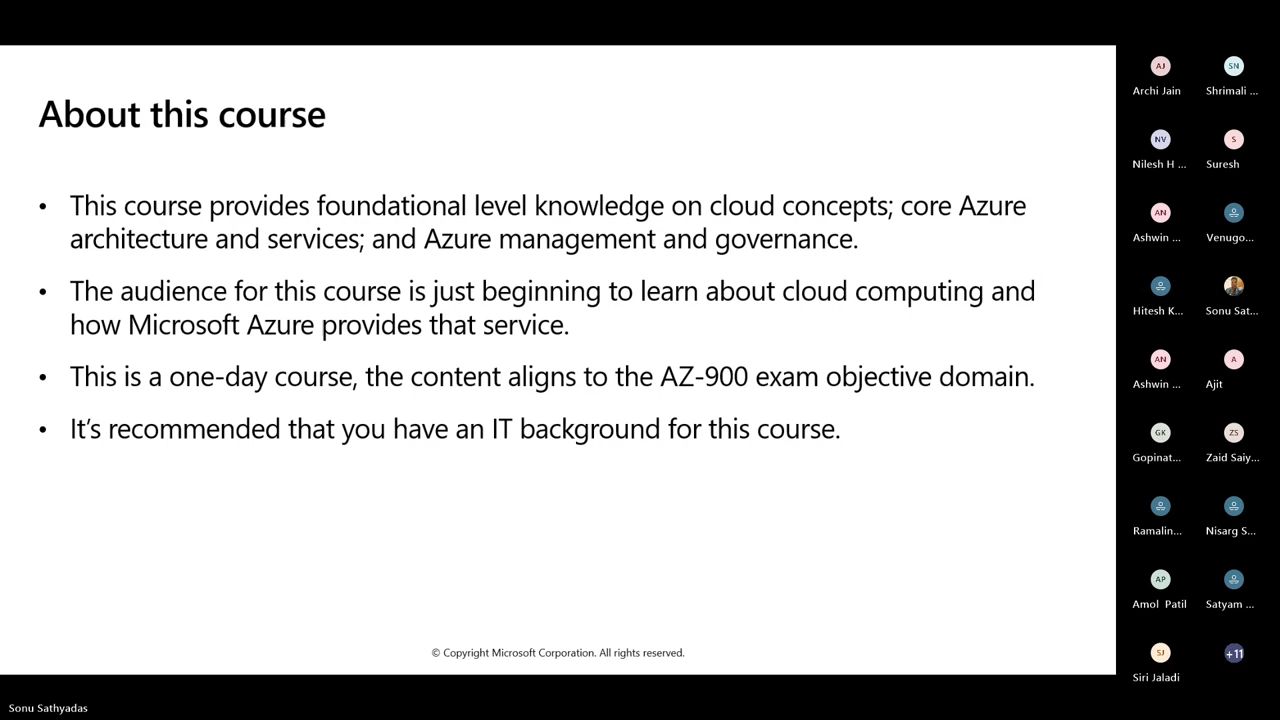 About this course
• This course provides foundational level knowledge on cloud concepts; core Azure
architecture and services; and Azure management and governance.
• The audience for this course is just beginning to learn about cloud computing and
how Microsoft Azure provides that service.
• This is a one-day course, the content aligns to the AZ-900 exam objective domain.
• It’s recommended that you have an IT background for this course.
© Copyright Microsoft Corporation. All rights reserved.
Sonu Sathyadas
AJ
SN
Archi Jain
Shrimali ...
NV
S
Nilesh H ...
Suresh
AN
Ashwin ...
Venugo...
Hitesh K...
Sonu Sat...
AN
A
Ashwin ...
Ajit
GK
ZS
Gopinat...
Zaid Saiy...
Ramalin...
Nisarg S...
AP
Amol Patil
Satyam ...
SJ
+11
Siri Jaladi